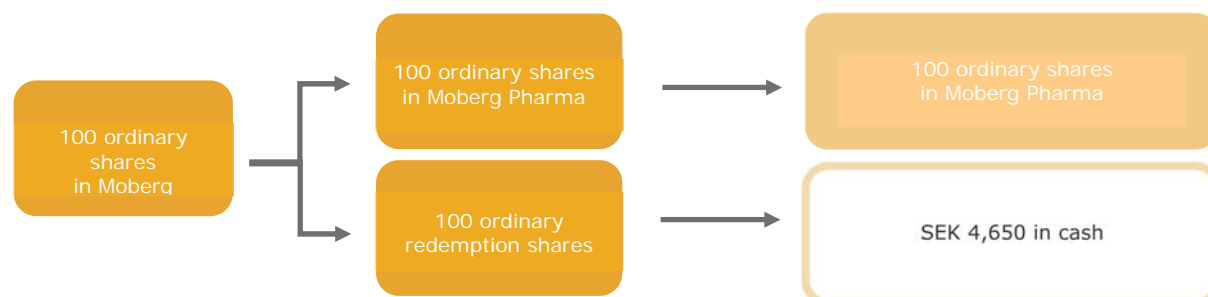 100 ordinary
shares
in Moberg
100 ordinary shares
in Moberg Pharma
100 ordinary
redemption shares
100 ordinary shares
in Moberg Pharma
SEK 4,650 in cash